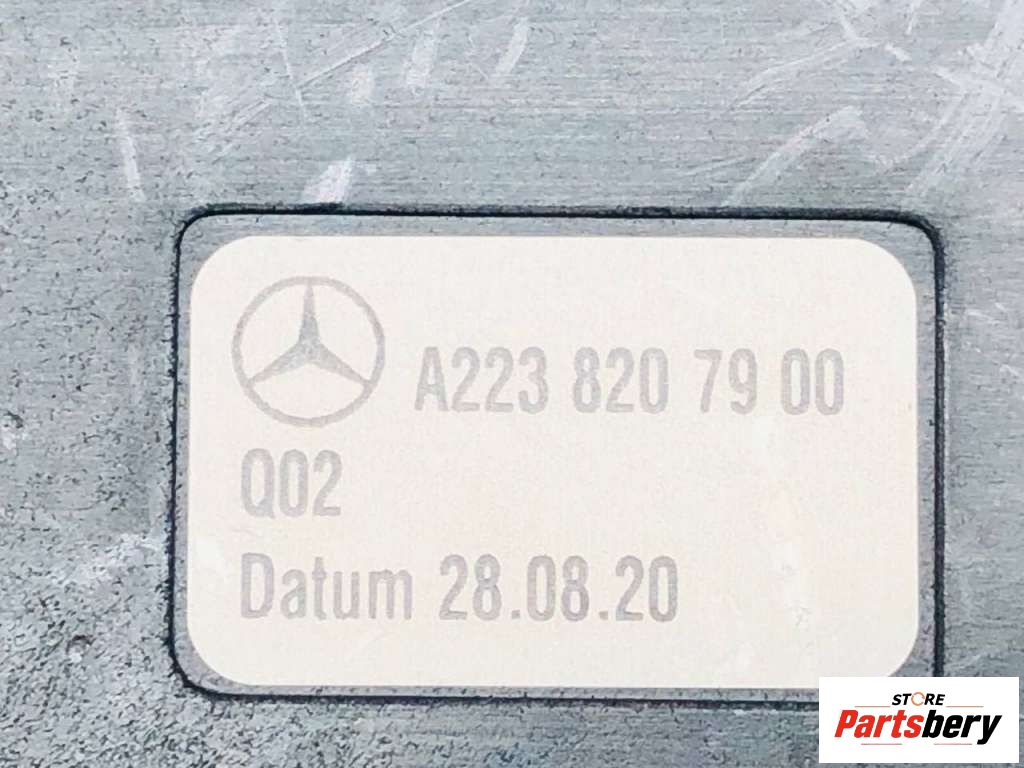 A223 820 79 00
Q02
Datum 28.08.20
STORE
Partsbery